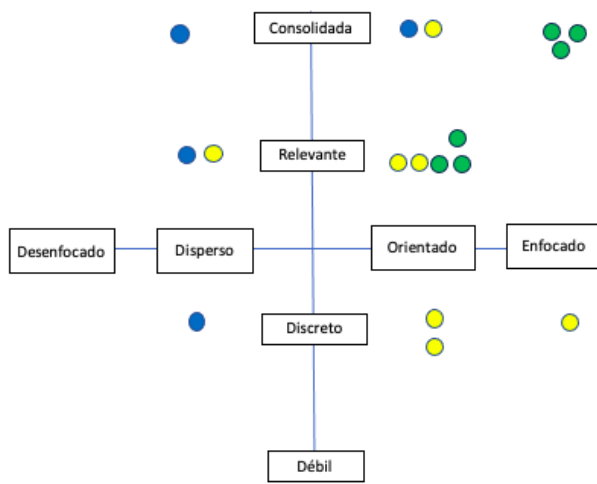 Consolidada
Relevante
Desenfocado
Disperso
Orientado
Enfocado
Discreto
Débil